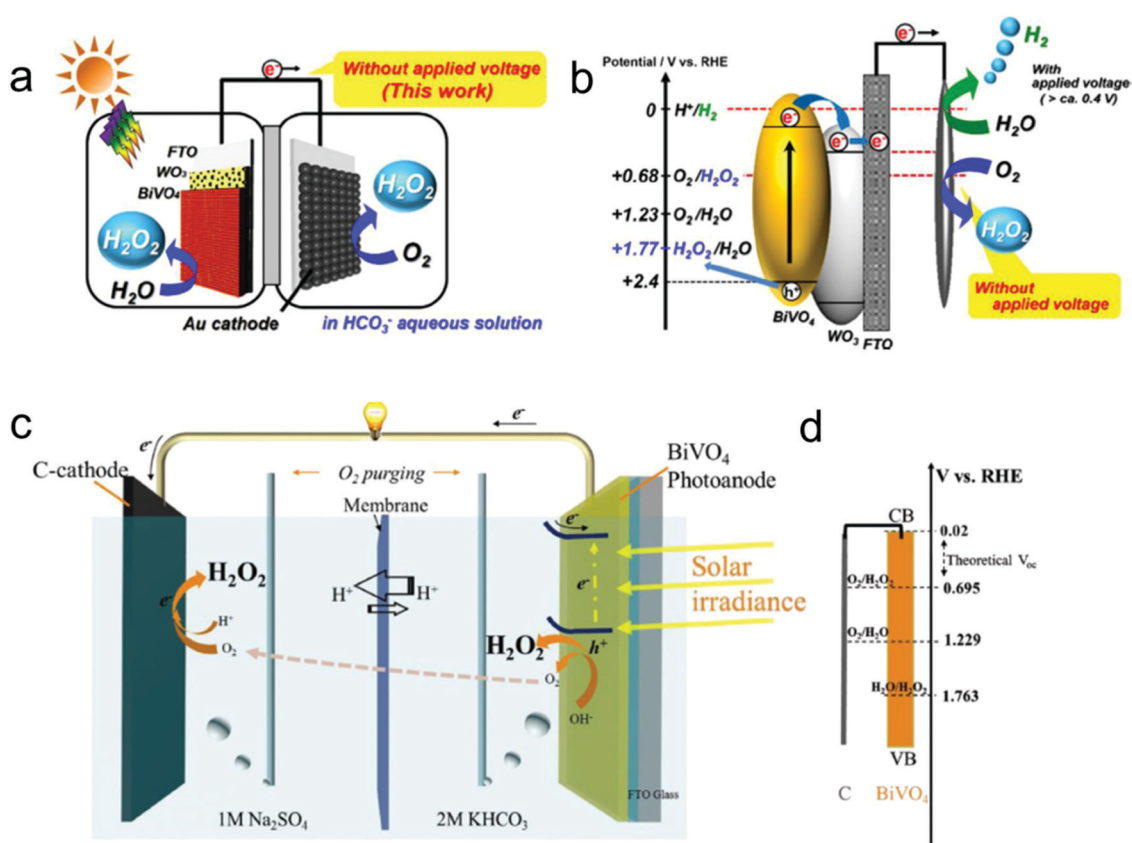 a
e-
Without applied voltage
(This work)
FTO
WO₃
BiVO₄
H₂O₂
H₂O
H₂O₂
O₂
Au cathode
in HCO₃⁻ aqueous solution
b
Potential / V vs. RHE
0
H⁺/H₂
+0.68
O₂/H₂O₂
+1.23
O₂/H₂O
+1.77
H₂O₂/H₂O
+2.4
e-
e-
e-
e-
h⁺
BiVO₄
WO₃
FTO
H₂
With
applied voltage
( > ca. 0.4 V)
H₂O
O₂
H₂O₂
Without
applied voltage
c
e-
e-
C-cathode
O₂ purging
Membrane
BiVO₄
Photoanode
e-
H₂O₂
e-
H⁺
O₂
H⁺
H⁺
e-
Solar
irradiance
H₂O₂
h⁺
O₂
OH-
1M Na₂SO₄
2M KHCO₃
FTO Glass
d
V vs. RHE
CB
0.02
Theoretical Voc
O₂/H₂O₂
0.695
O₂/H₂O
1.229
H₂O/H₂O₂
1.763
VB
C
BiVO₄